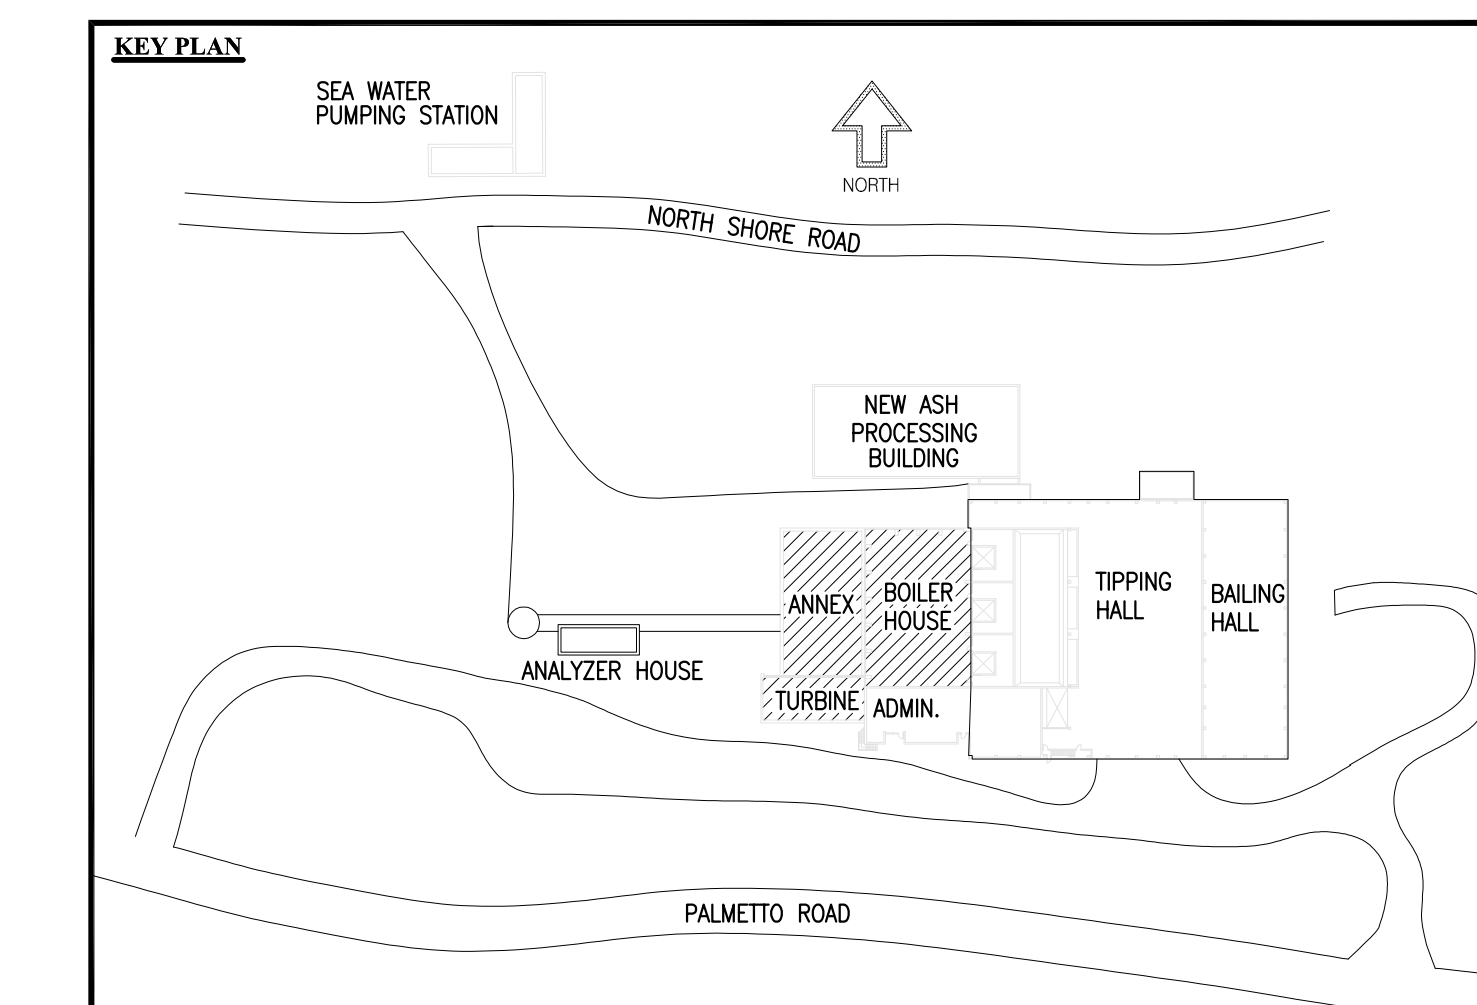 KEY PLAN
SEA WATER
PUMPING STATION
NORTH
NORTH SHORE ROAD
NEW ASH
PROCESSING
BUILDING
ANNEX
BOILER
HOUSE
TIPPING
HALL
BAILING
HALL
ANALYZER HOUSE
TURBINE
ADMIN.
PALMETTO ROAD